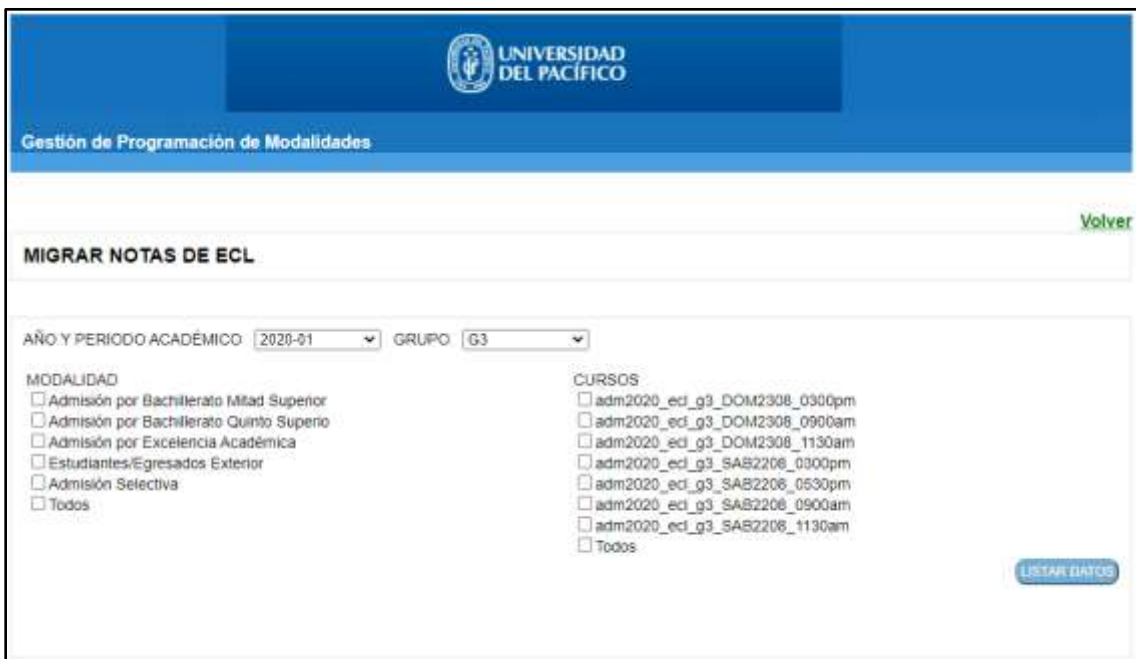 UNIVERSIDAD
DEL PACÍFICO
Gestión de Programación de Modalidades
Volver
MIGRAR NOTAS DE ECL
AÑO Y PERIODO ACADÉMICO 2020-01 GRUPO G3
MODALIDAD
Admisión por Bachillerato Mitad Superior
Admisión por Bachillerato Quinto Superio
Admisión por Excelencia Académica
Estudiantes/Egresados Exterior
Admisión Selectiva
Todos
CURSOS
adm2020_ecl_g3_DOM2308_0300pm
adm2020_ecl_g3_DOM2308_0900am
adm2020_ecl_g3_DOM2308_1130am
adm2020_ecl_g3_SAB2208_0300pm
adm2020_ecl_g3_SAB2208_0530pm
adm2020_ecl_g3_SAB2208_0900am
adm2020_ecl_g3_SAB2208_1130am
Todos
LISTAR DATOS